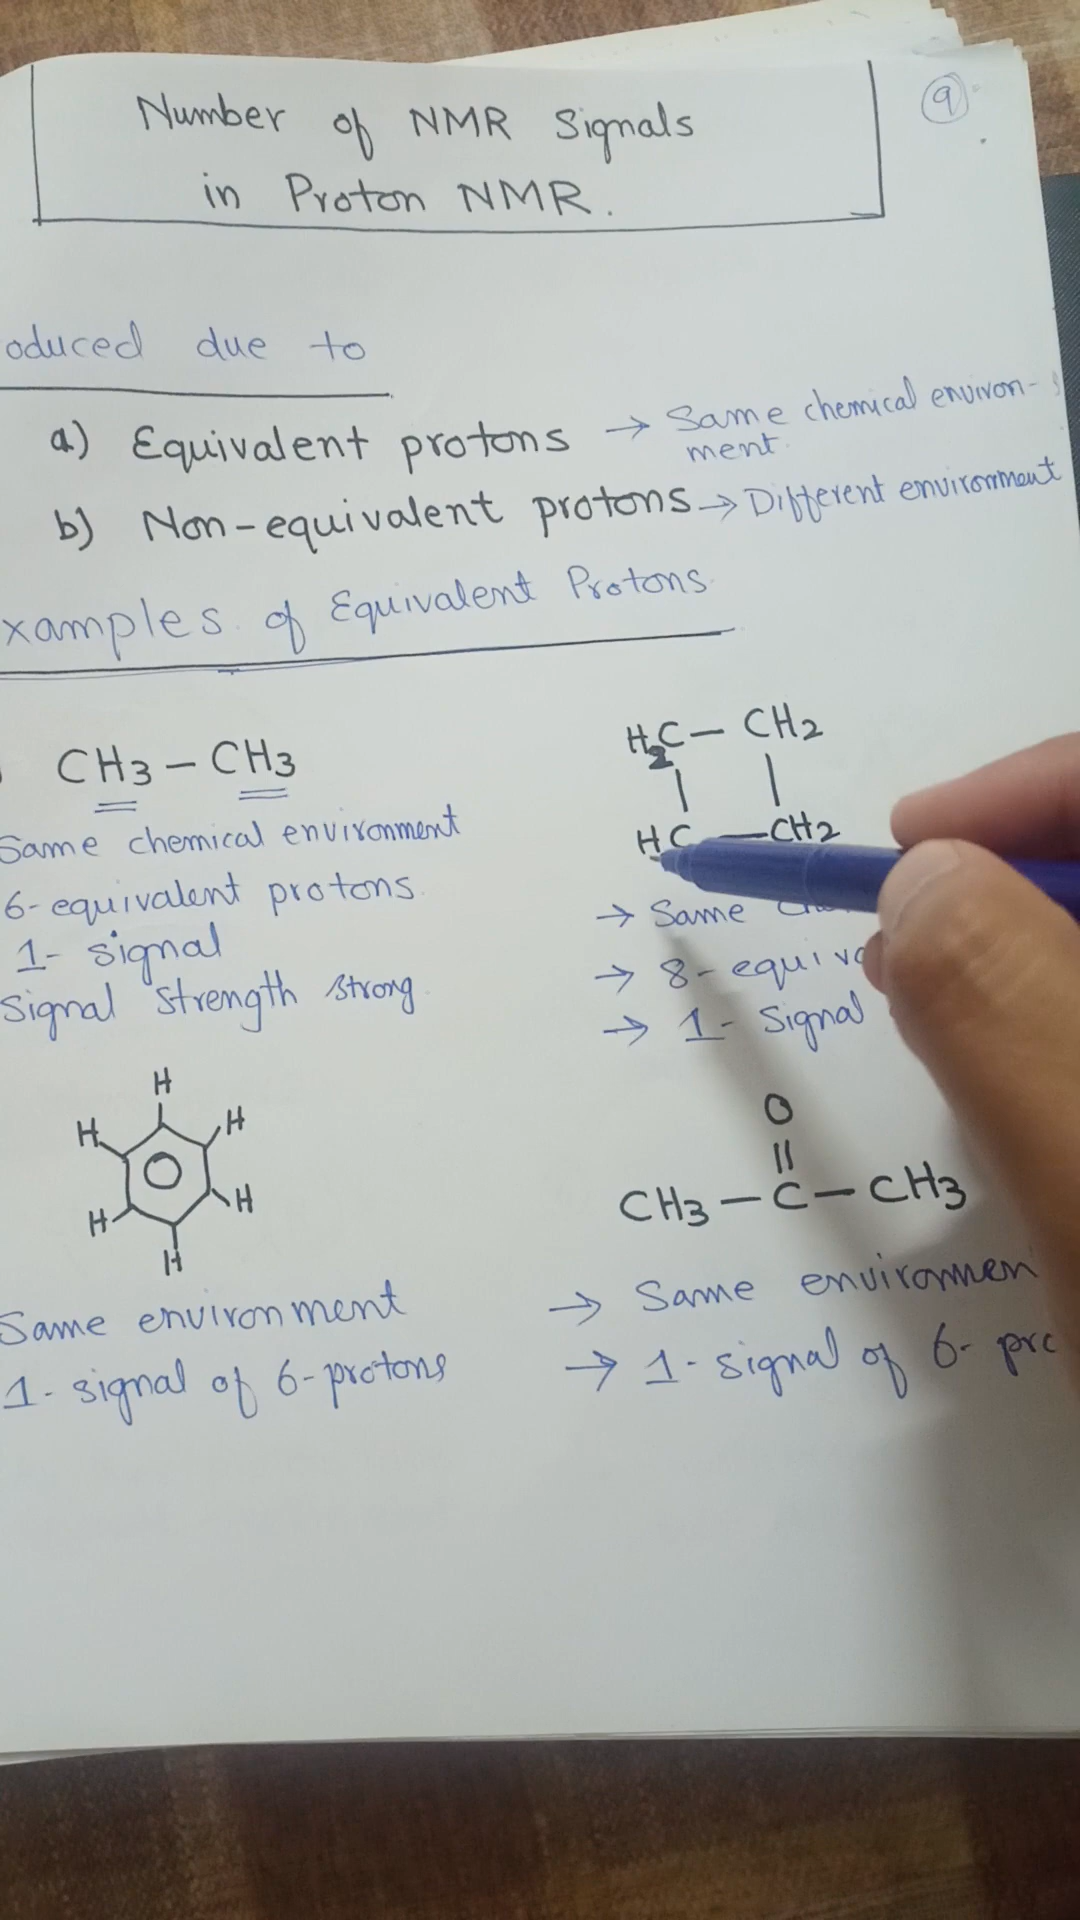 Number of NMR Signals
in Proton NMR.
9
oduced due to
a) Equivalent protons → Same chemical environ-
ment.
b) Non-equivalent protons → Different environment
xamples of Equivalent Protons
CH3 – CH3
Same chemical environment
6-equivalent protons.
1- signal
Signal Strength strong.
H2C – CH2
HC – CH2
→ Same
→ 8-equiva
→ 1- Signal
H
H H
H H
H
Same environment
1- signal of 6-protons
O
||
CH3 – C – CH3
→ Same environmen
→ 1- signal of 6- pro